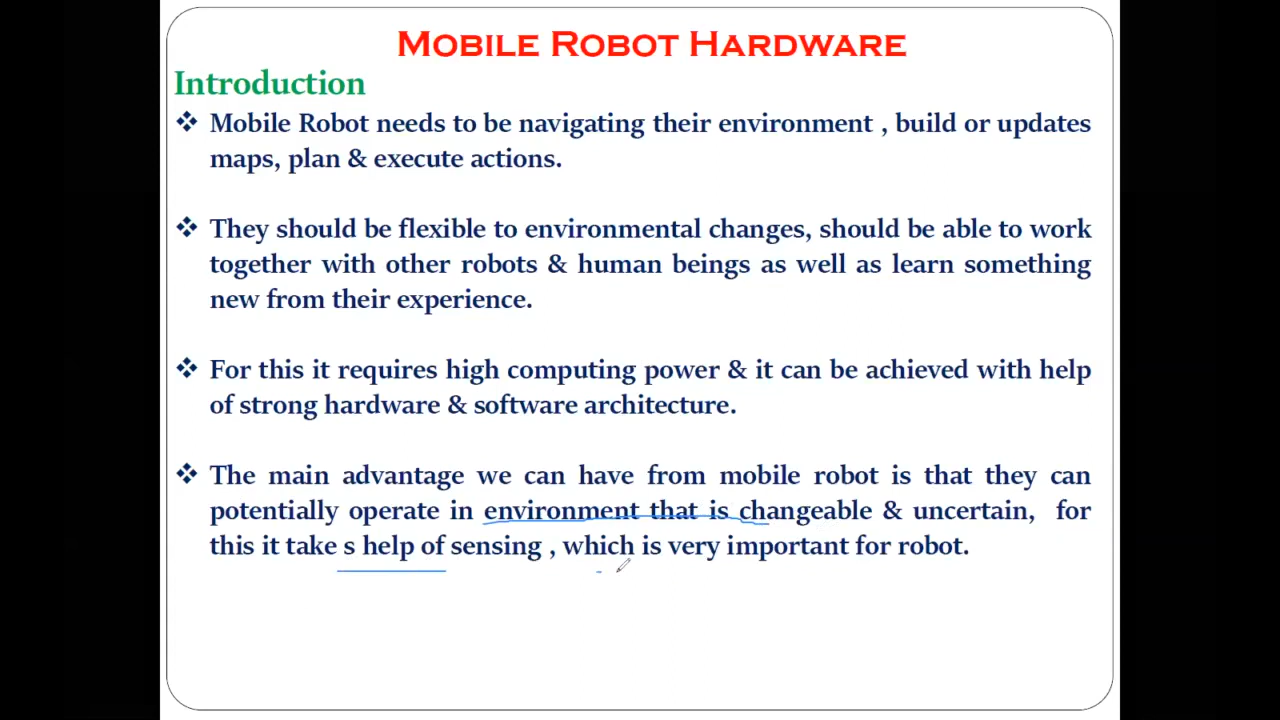 MOBILE ROBOT HARDWARE
Introduction
❖ Mobile Robot needs to be navigating their environment , build or updates
maps, plan & execute actions.
❖ They should be flexible to environmental changes, should be able to work
together with other robots & human beings as well as learn something
new from their experience.
❖ For this it requires high computing power & it can be achieved with help
of strong hardware & software architecture.
❖ The main advantage we can have from mobile robot is that they can
potentially operate in environment that is changeable & uncertain, for
this it take s help of sensing , which is very important for robot.